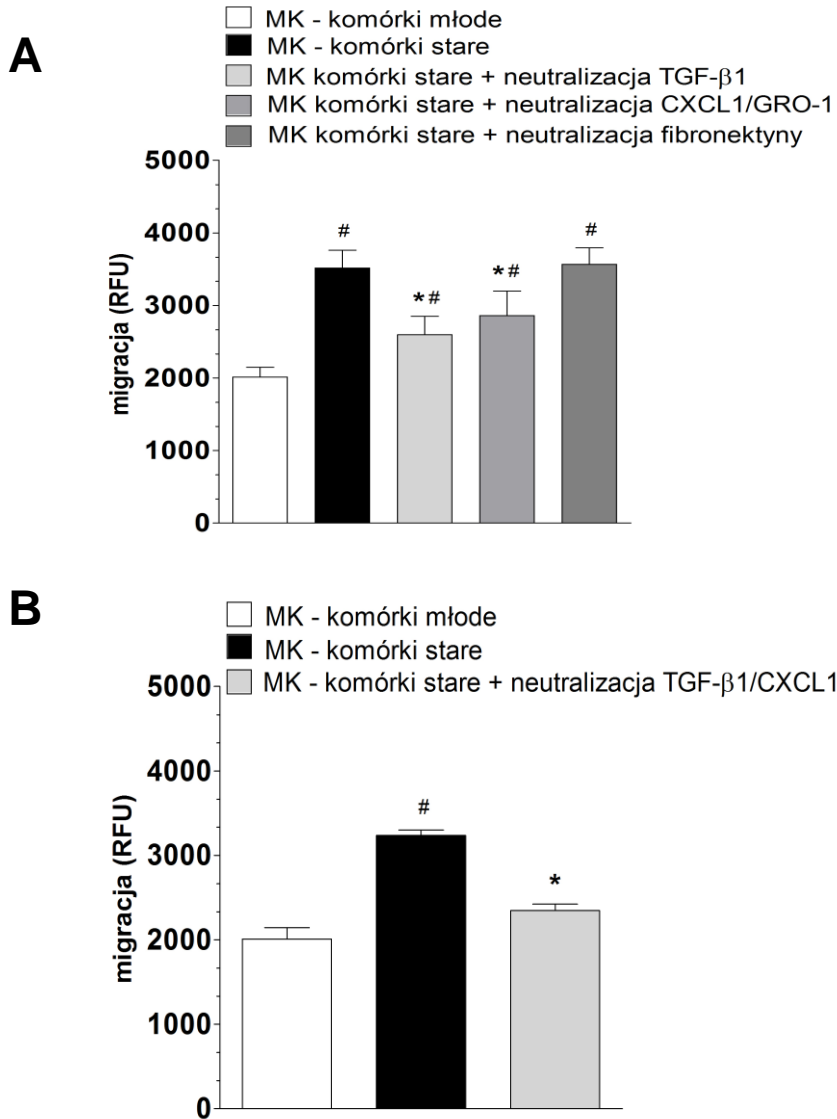 A
MK - komórki młode
MK - komórki stare
MK komórki stare + neutralizacja TGF-β1
MK komórki stare + neutralizacja CXCL1/GRO-1
MK komórki stare + neutralizacja fibronektyny
migracja (RFU)
5000
4000
3000
2000
1000
0
#
*#
*#
#
B
MK - komórki młode
MK - komórki stare
MK - komórki stare + neutralizacja TGF-β1/CXCL1
migracja (RFU)
5000
4000
3000
2000
1000
0
#
*